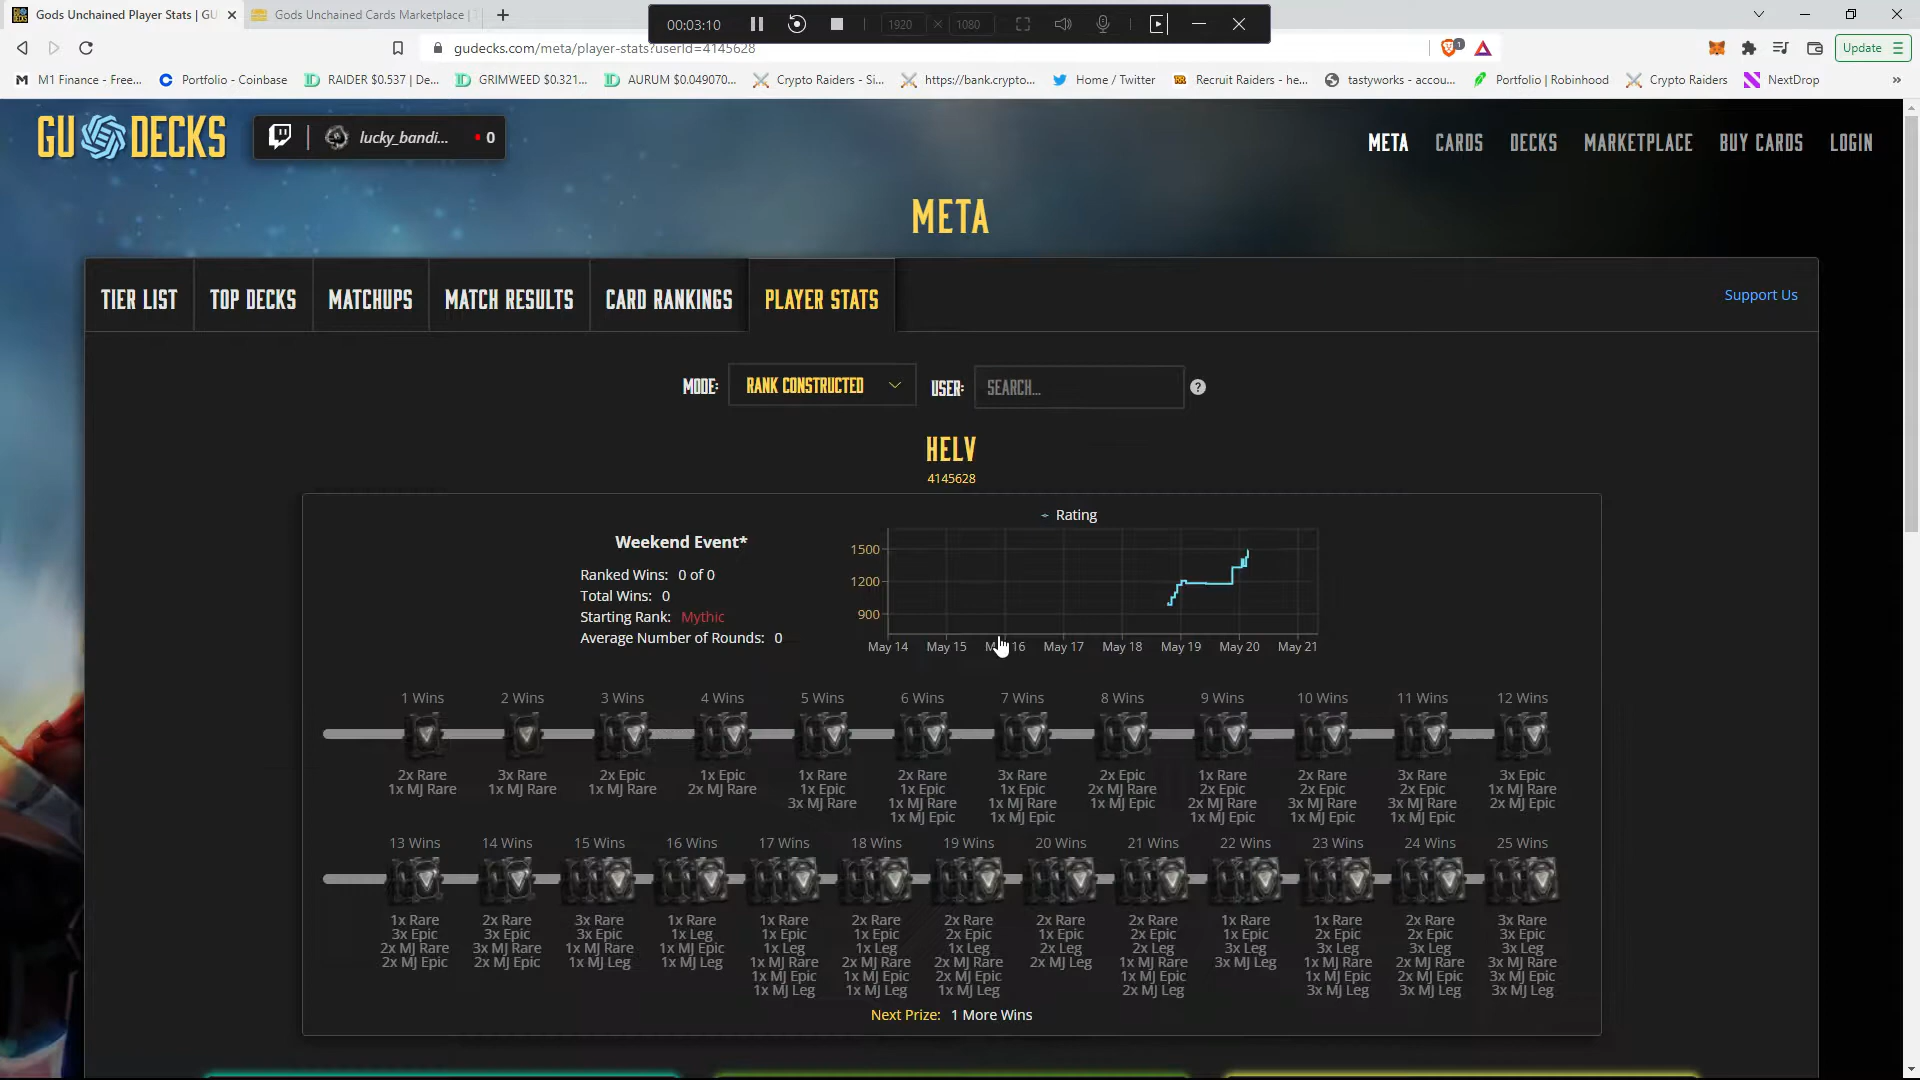 Gods Unchained Player Stats | GU
Gods Unchained Cards Marketplace |
00:03:10
1920 × 1080
gudecks.com/meta/player-stats?userId=4145628
1
Update
M1 Finance - Free...
Portfolio - Coinbase
RAIDER $0.537 | De...
GRIMWEED $0.321...
AURUM $0.049070...
Crypto Raiders - Si...
https://bank.crypto...
Home / Twitter
Recruit Raiders - he...
tastyworks - accou...
Portfolio | Robinhood
Crypto Raiders
NextDrop
»
GU DECKS
lucky_bandi... 0
META CARDS DECKS MARKETPLACE BUY CARDS LOGIN
META
TIER LIST TOP DECKS MATCHUPS MATCH RESULTS CARD RANKINGS PLAYER STATS
Support Us
MODE: RANK CONSTRUCTED USER: SEARCH... ?
HELV
4145628
Weekend Event*
Ranked Wins: 0 of 0
Total Wins: 0
Starting Rank: Mythic
Average Number of Rounds: 0
Rating
1500
1200
900
May 14 May 15 May 16 May 17 May 18 May 19 May 20 May 21
1 Wins 2 Wins 3 Wins 4 Wins 5 Wins 6 Wins 7 Wins 8 Wins 9 Wins 10 Wins 11 Wins 12 Wins
2x Rare 3x Rare 2x Epic 1x Epic 1x Rare 2x Rare 3x Rare 2x Epic 1x Rare 2x Rare 3x Rare 3x Epic
1x MJ Rare 1x MJ Rare 1x MJ Rare 2x MJ Rare 1x Epic 1x Epic 1x Epic 2x MJ Rare 2x Epic 2x Epic 2x Epic 1x MJ Rare
3x MJ Rare 1x MJ Rare 1x MJ Rare 1x MJ Epic 2x MJ Rare 3x MJ Rare 3x MJ Rare 2x MJ Epic
1x MJ Epic 1x MJ Epic 1x MJ Epic 1x MJ Epic 1x MJ Epic
13 Wins 14 Wins 15 Wins 16 Wins 17 Wins 18 Wins 19 Wins 20 Wins 21 Wins 22 Wins 23 Wins 24 Wins 25 Wins
1x Rare 2x Rare 3x Rare 1x Rare 1x Rare 2x Rare 2x Rare 2x Rare 2x Rare 1x Rare 1x Rare 2x Rare 3x Rare
3x Epic 3x Epic 3x Epic 1x Leg 1x Epic 1x Epic 2x Epic 1x Epic 2x Epic 1x Epic 2x Epic 2x Epic 3x Epic
2x MJ Rare 3x MJ Rare 1x MJ Rare 1x MJ Epic 1x Leg 1x Leg 1x Leg 2x Leg 2x Leg 3x Leg 3x Leg 3x Leg 3x Leg
2x MJ Epic 2x MJ Epic 1x MJ Leg 1x MJ Leg 1x MJ Rare 2x MJ Rare 2x MJ Rare 2x MJ Leg 1x MJ Rare 3x MJ Leg 1x MJ Rare 2x MJ Rare 3x MJ Rare
1x MJ Epic 1x MJ Epic 2x MJ Epic 1x MJ Epic 1x MJ Epic 2x MJ Epic 3x MJ Epic
1x MJ Leg 1x MJ Leg 1x MJ Leg 2x MJ Leg 3x MJ Leg 3x MJ Leg 3x MJ Leg
Next Prize: 1 More Wins